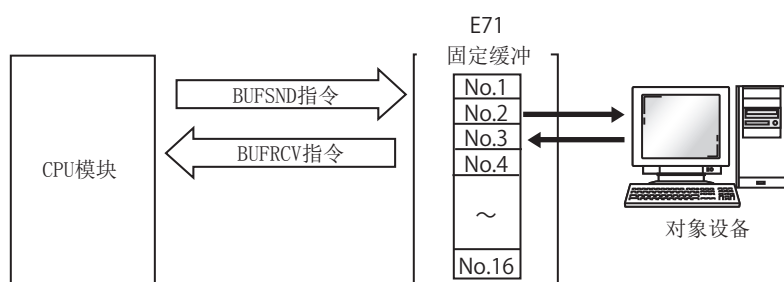 E71
固定缓冲
No.1
BUFSND指令
No.2
No.3
BUFRCV指令
No.4
CPU模块
～
对象设备
No.16